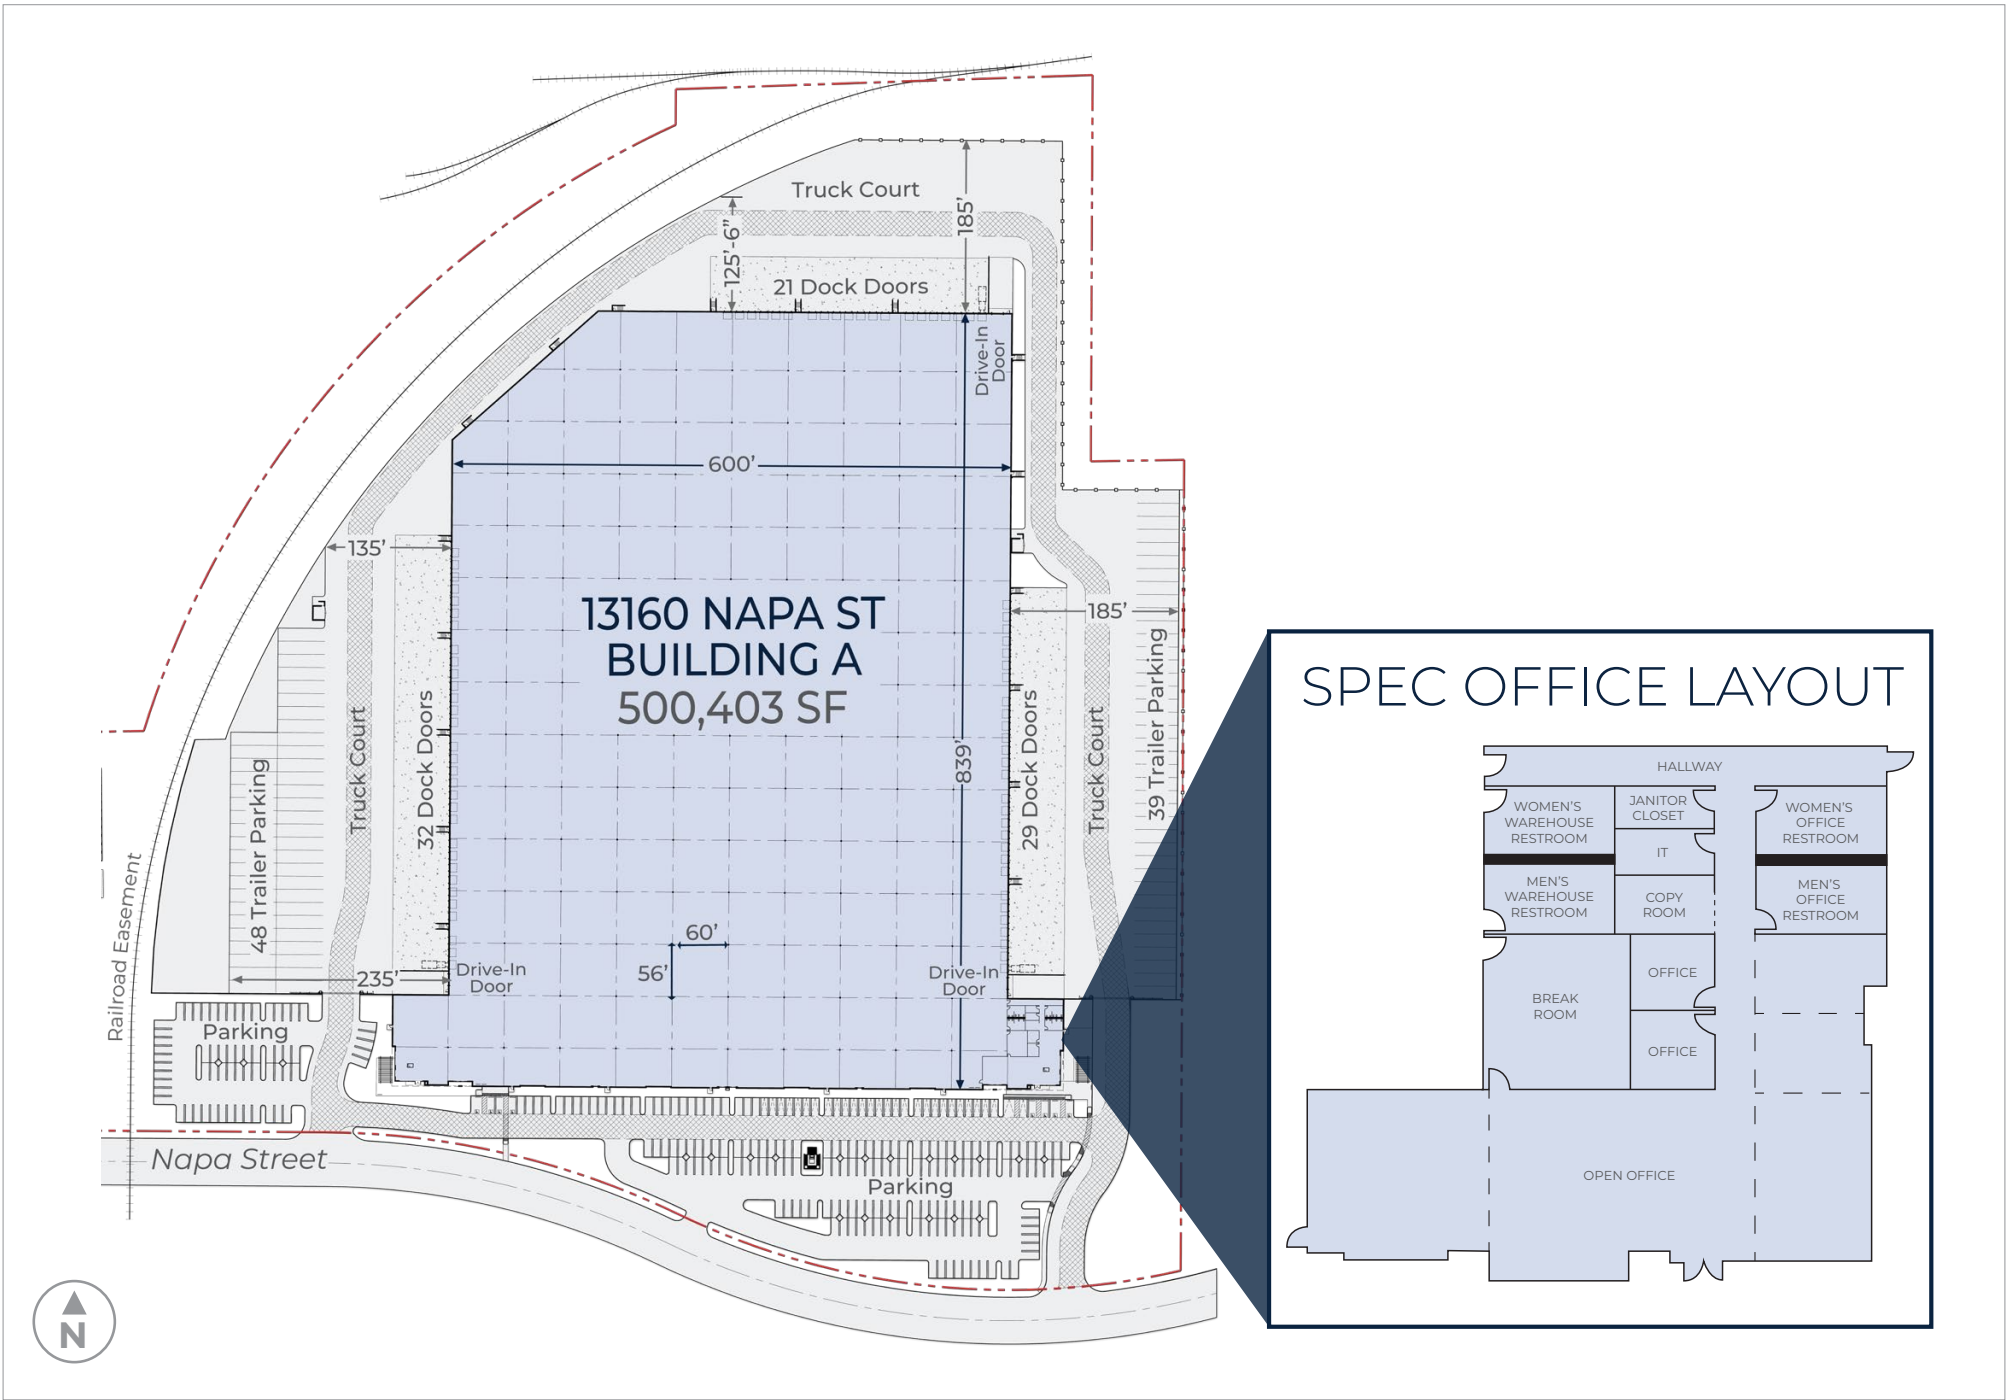 Truck Court
185'
125'-6"
21 Dock Doors
Drive-In
Door
600'
135'
13160 NAPA ST
BUILDING A
500,403 SF
185'
839'
48 Trailer Parking
Truck Court
32 Dock Doors
29 Dock Doors
Truck Court
39 Trailer Parking
Railroad Easement
60'
56'
235'
Drive-In
Door
Drive-In
Door
Parking
Napa Street
Parking
N
SPEC OFFICE LAYOUT
HALLWAY
WOMEN'S
WAREHOUSE
RESTROOM
JANITOR
CLOSET
WOMEN'S
OFFICE
RESTROOM
IT
MEN'S
WAREHOUSE
RESTROOM
COPY
ROOM
MEN'S
OFFICE
RESTROOM
BREAK
ROOM
OFFICE
OFFICE
OPEN OFFICE